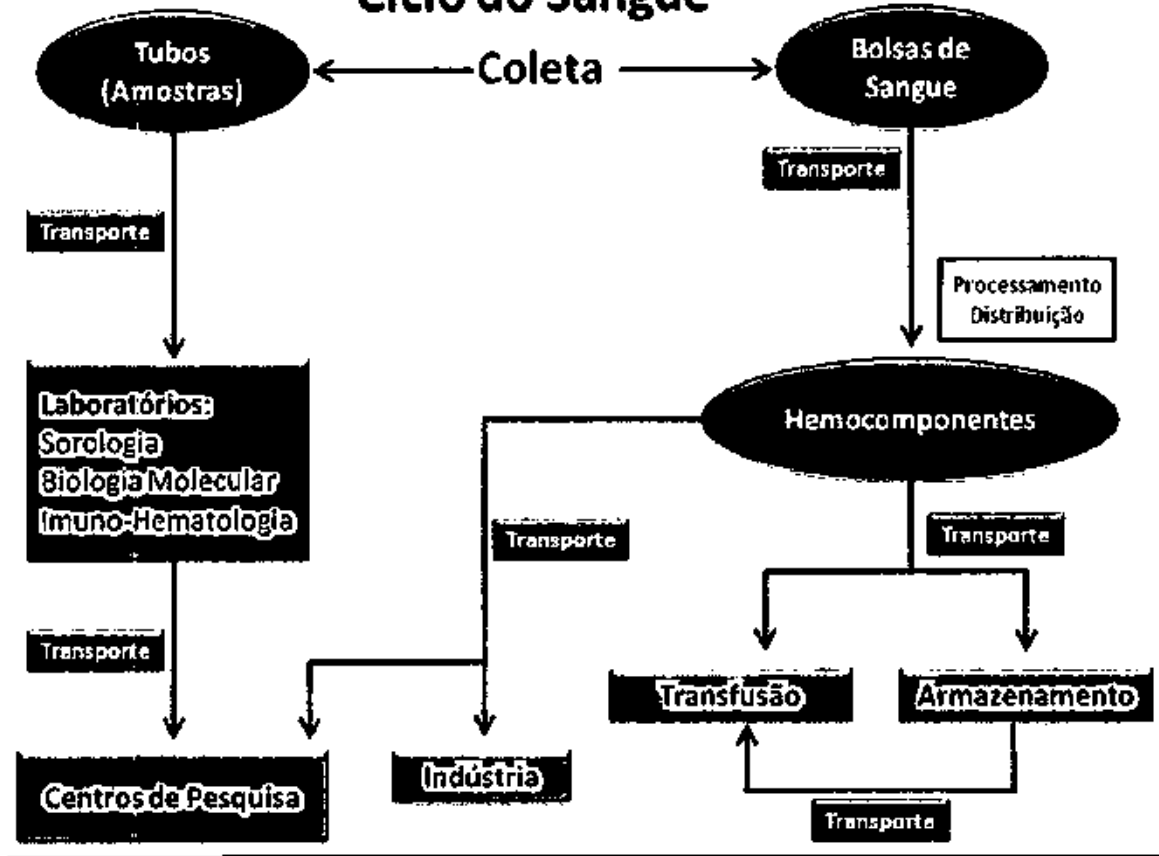 Ciclo do Sangue
Tubos
(Amostras)
Coleta
Bolsas de
Sangue
Transporte
Transporte
Processamento
Distribuição
Laboratórios:
Sorologia
Biologia Molecular
Imuno-Hematologia
Hemocomponentes
Transporte
Transporte
Transporte
Transfusão
Armazenamento
Centros de Pesquisa
Indústria
Transporte